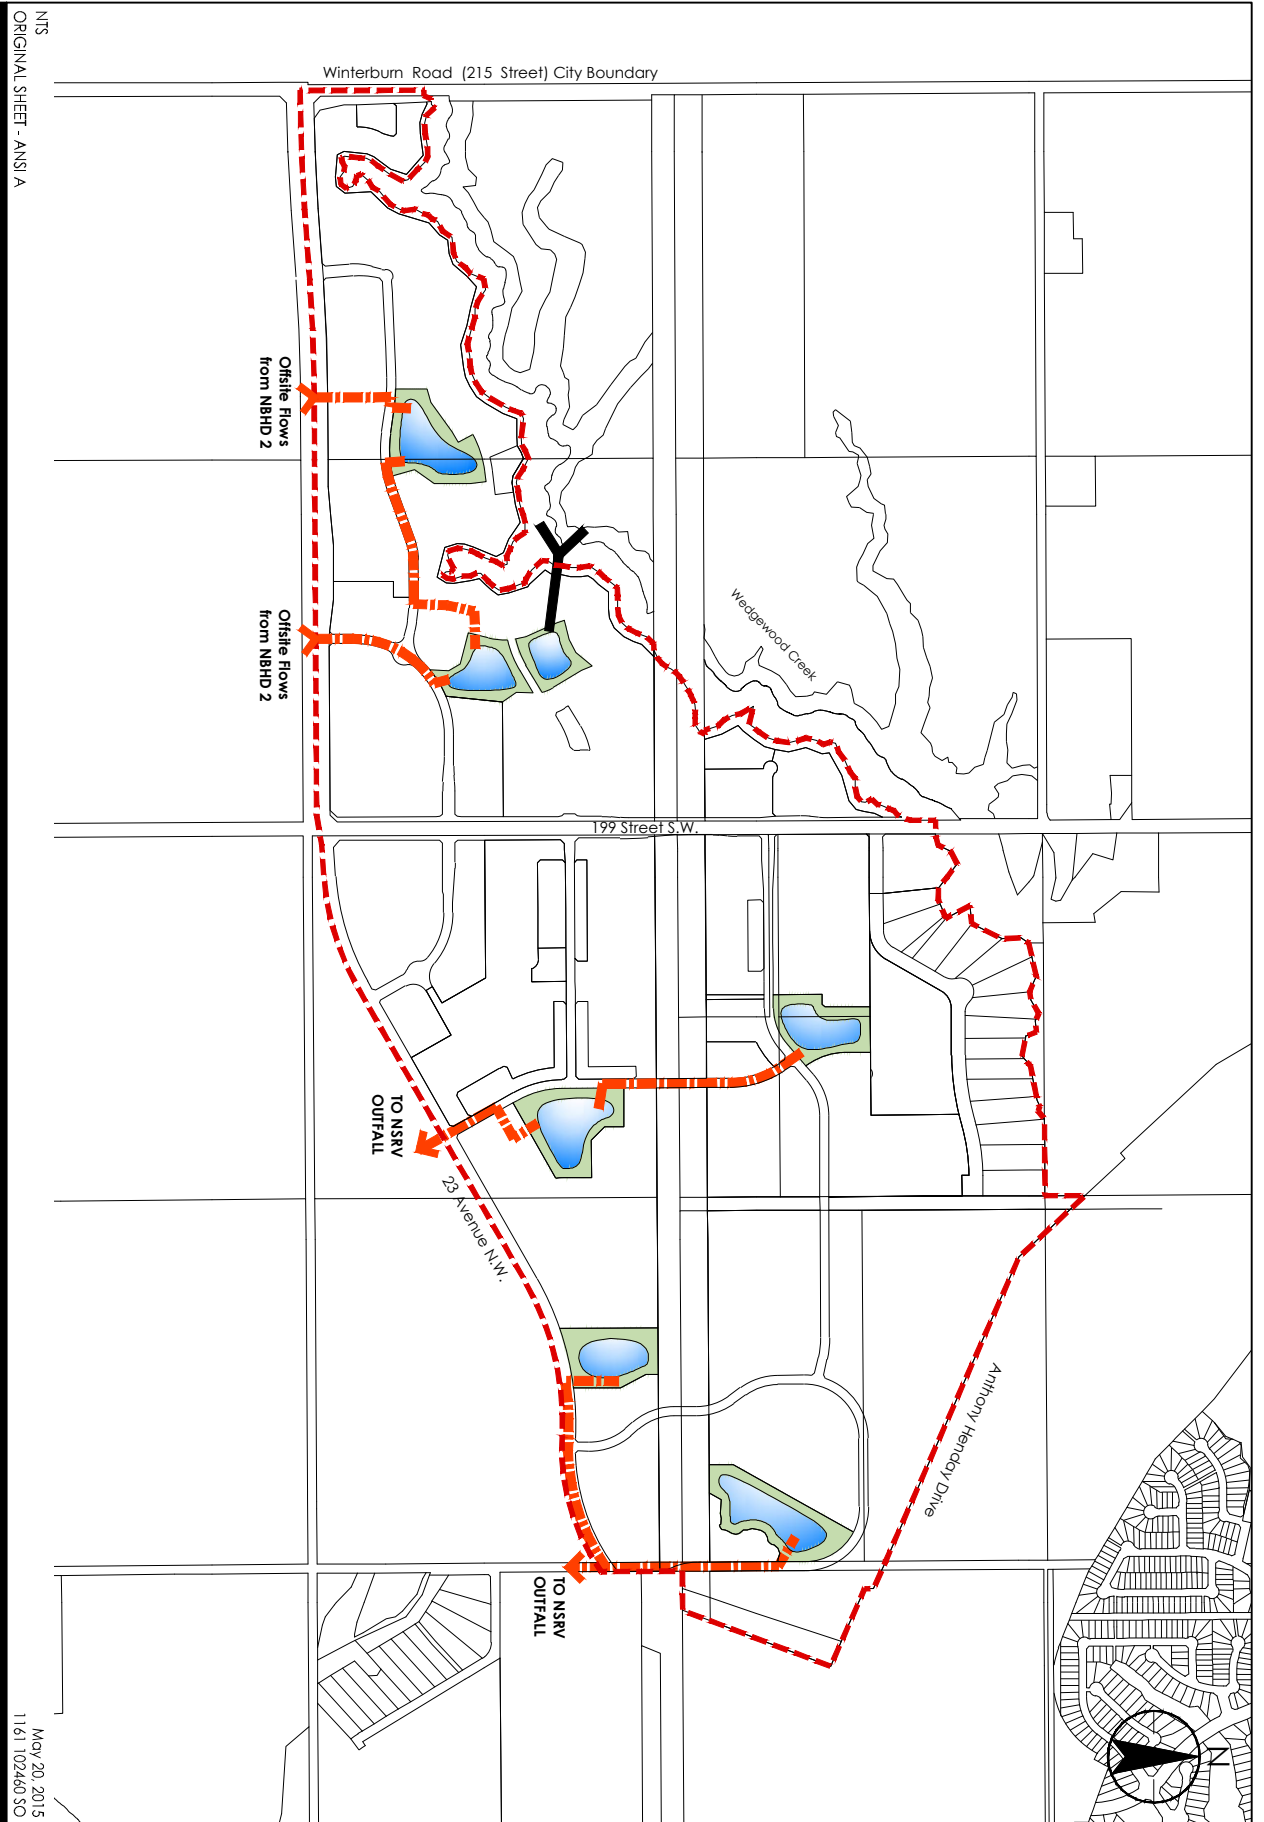 Winterburn Road (215 Street) City Boundary
NTS
ORIGINAL SHEET - ANSI A
Offsite Flows
from NBHD 2
Offsite Flows
from NBHD 2
Wedgewood Creek
199 Street S.W.
TO NSRV
OUTFALL
23 Avenue N.W.
Anthony Henday Drive
TO NSRV
OUTFALL
N
May 20, 2015
1161 102460 SO